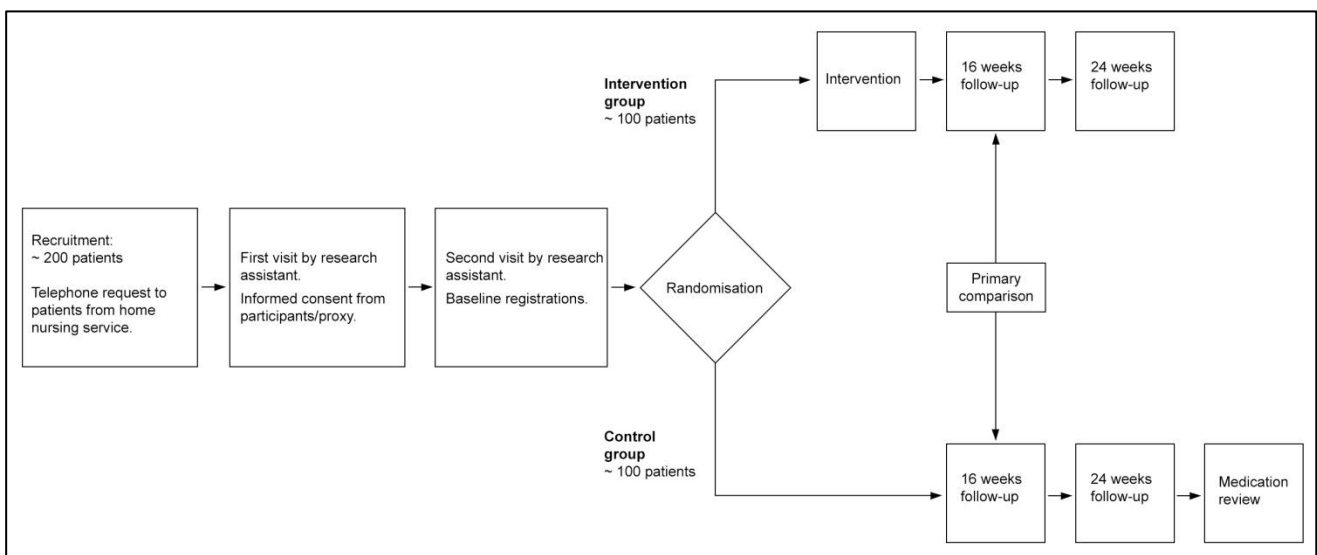 Recruitment:
~ 200 patients
Telephone request to
patients from home
nursing service.
First visit by research
assistant.
Informed consent from
participants/proxy.
Second visit by research
assistant.
Baseline registrations.
Randomisation
Intervention
group
~ 100 patients
Intervention
16 weeks
follow-up
24 weeks
follow-up
Primary
comparison
Control
group
~ 100 patients
16 weeks
follow-up
24 weeks
follow-up
Medication
review